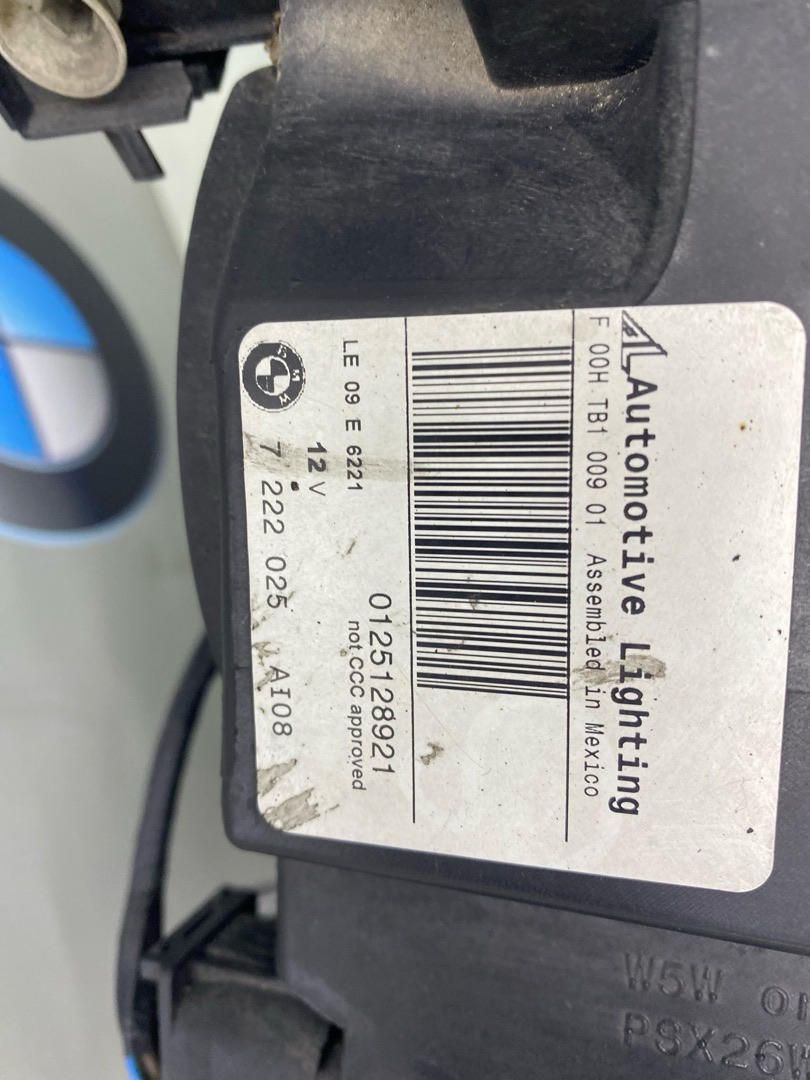 Automotive Lighting
F 00H TB1 009 01 Assembled in Mexico
0125128921
not CCC approved
LE 09 E 6221
12 V
BMW
7 222 025 AI08
W5W
PSX26W